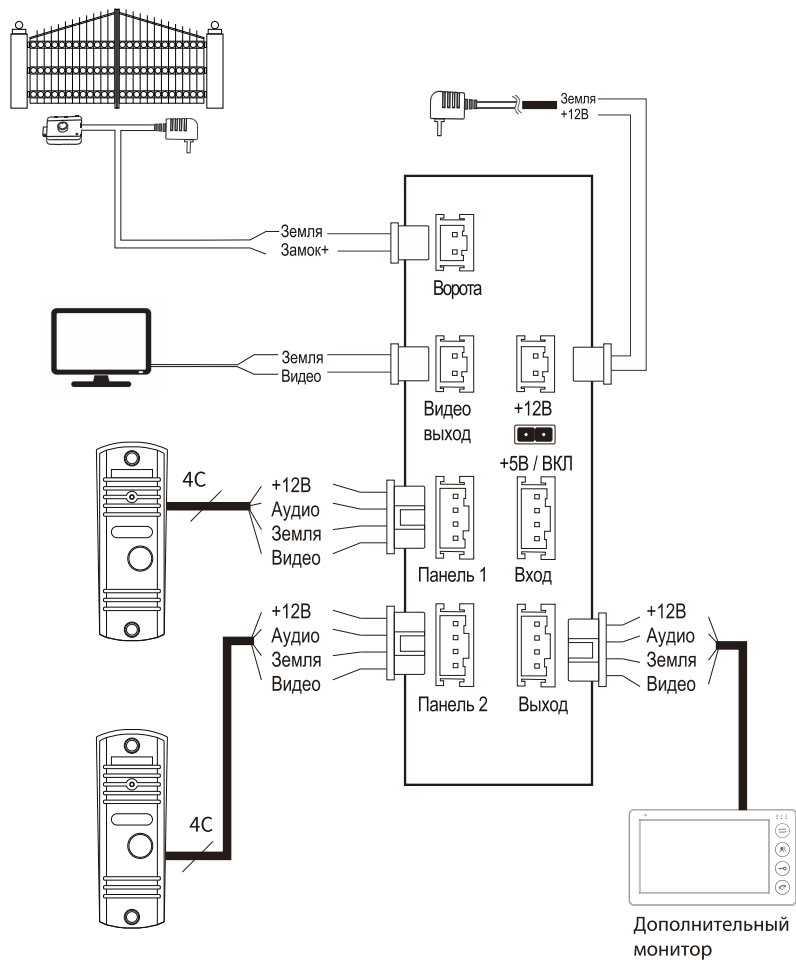 Земля
+12В
Земля
Замок+
Ворота
Земля
Видео
Видео
выход
+12В
+5В / ВКЛ
4С
+12В
Аудио
Земля
Видео
Панель 1
Вход
+12В
Аудио
Земля
Видео
Панель 2
Выход
+12В
Аудио
Земля
Видео
4С
Дополнительный
монитор